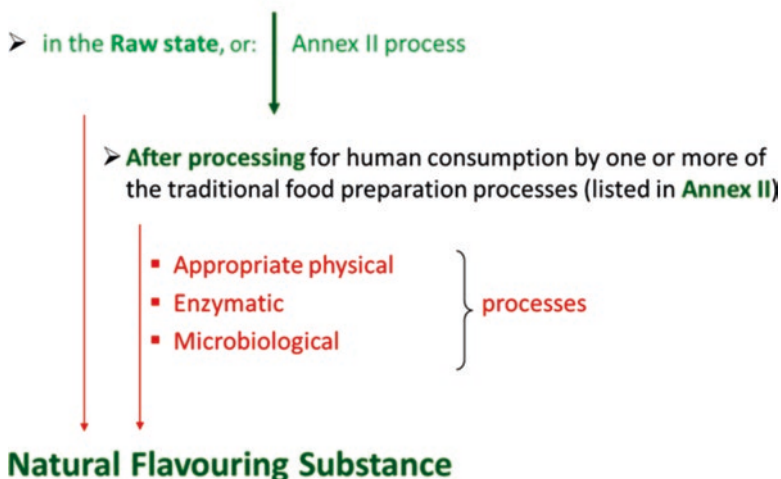 ➢ in the Raw state, or: Annex II process
➢ After processing for human consumption by one or more of
the traditional food preparation processes (listed in Annex II)
▪ Appropriate physical
▪ Enzymatic
processes
▪ Microbiological
Natural Flavouring Substance